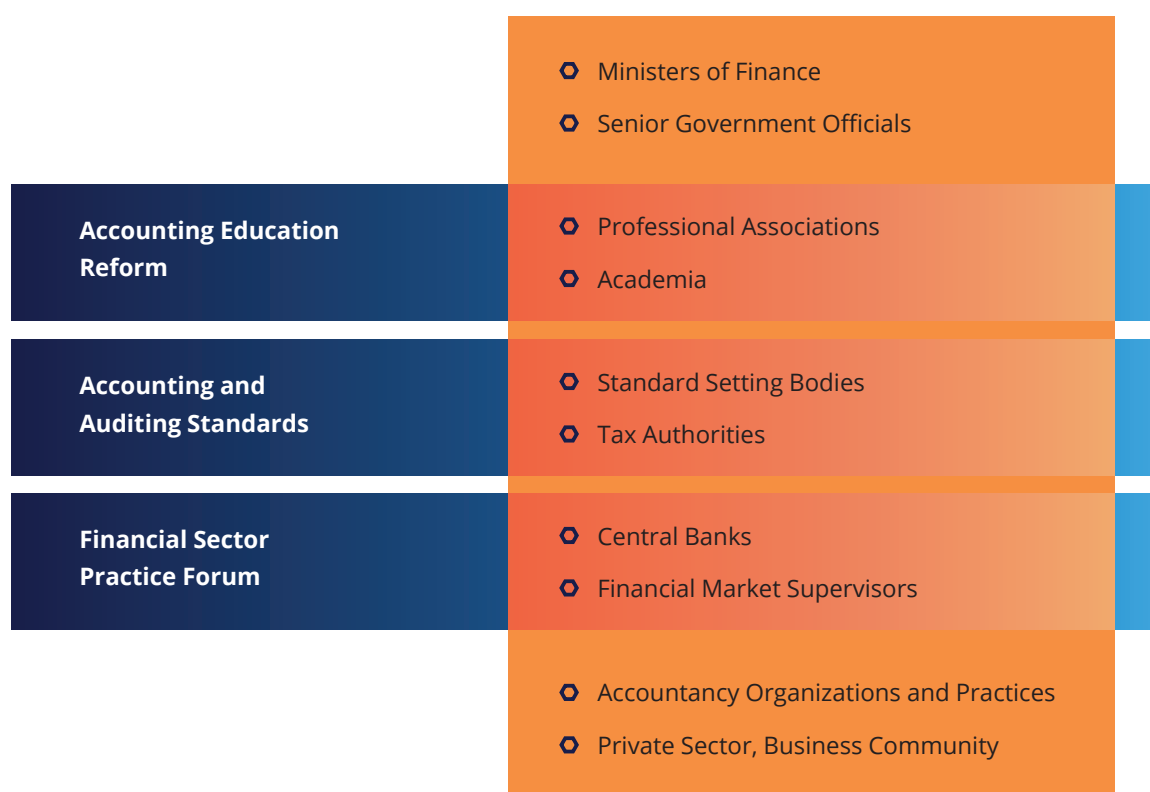 Ministers of Finance
Senior Government Officials
Accounting Education
Reform
Professional Associations
Academia
Accounting and
Auditing Standards
Standard Setting Bodies
Tax Authorities
Financial Sector
Practice Forum
Central Banks
Financial Market Supervisors
Accountancy Organizations and Practices
Private Sector, Business Community